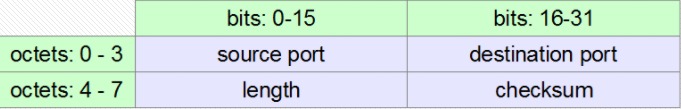 bits: 0-15 bits: 16-31
octets: 0 - 3 source port destination port
octets: 4 - 7 length checksum